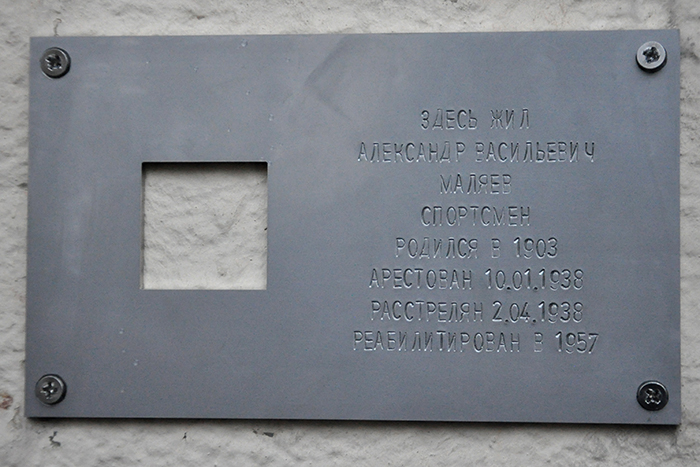 ЗДЕСЬ ЖИЛ
АЛЕКСАНДР ВАСИЛЬЕВИЧ
МАЛЯЕВ
СПОРТСМЕН
РОДИЛСЯ В 1903
АРЕСТОВАН 10.01.1938
РАССТРЕЛЯН 2.04.1938
РЕАБИЛИТИРОВАН В 1957